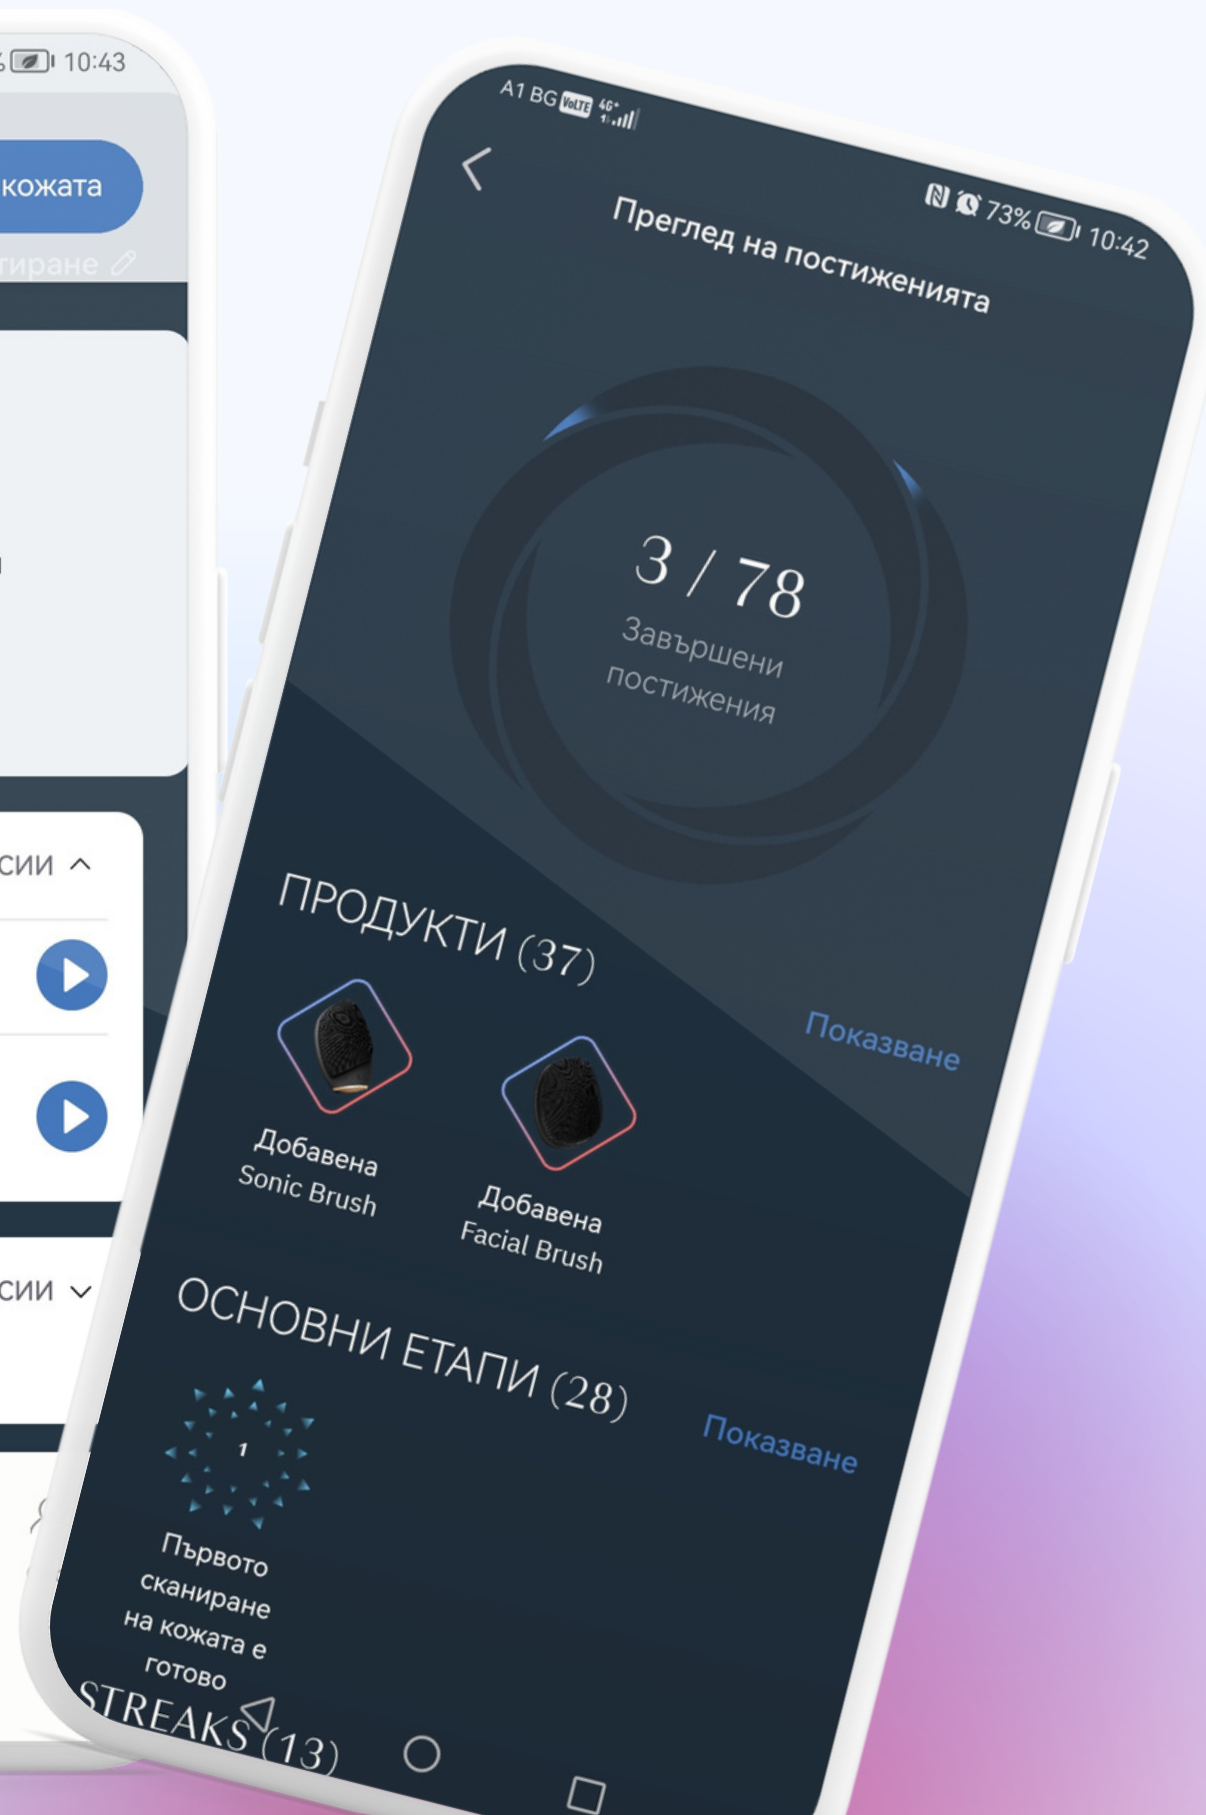 10:43
кожата
СИИ
СИИ
A1 BG VoLTE 4G+
73% 10:42
Преглед на постиженията
3 / 78
Завършени
постижения
ПРОДУКТИ (37)
Показване
Добавена
Sonic Brush
Добавена
Facial Brush
ОСНОВНИ ЕТАПИ (28)
Показване
1
Първото
сканиране
на кожата е
готово
STREAKS (13)